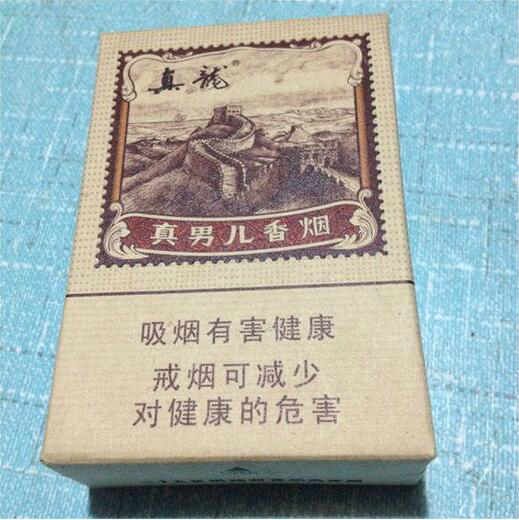 真龙®
真男儿香烟
吸烟有害健康
戒烟可减少
对健康的危害